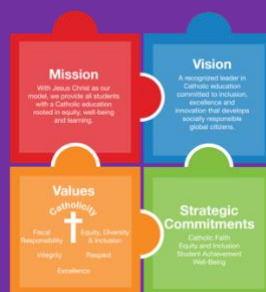 Mission
With Jesus Christ as our
model, we provide all students
with a Catholic education
rooted in equity, well-being
and learning.
Vision
A recognized leader in
Catholic education
committed to inclusion,
excellence and
innovation that develops
socially responsible
global citizens.
Values
Catholicity
Fiscal
Responsibility
Equity, Diversity
& Inclusion
Integrity
Respect
Excellence
Strategic
Commitments
Catholic Faith
Equity and Inclusion
Student Achievement
Well-Being